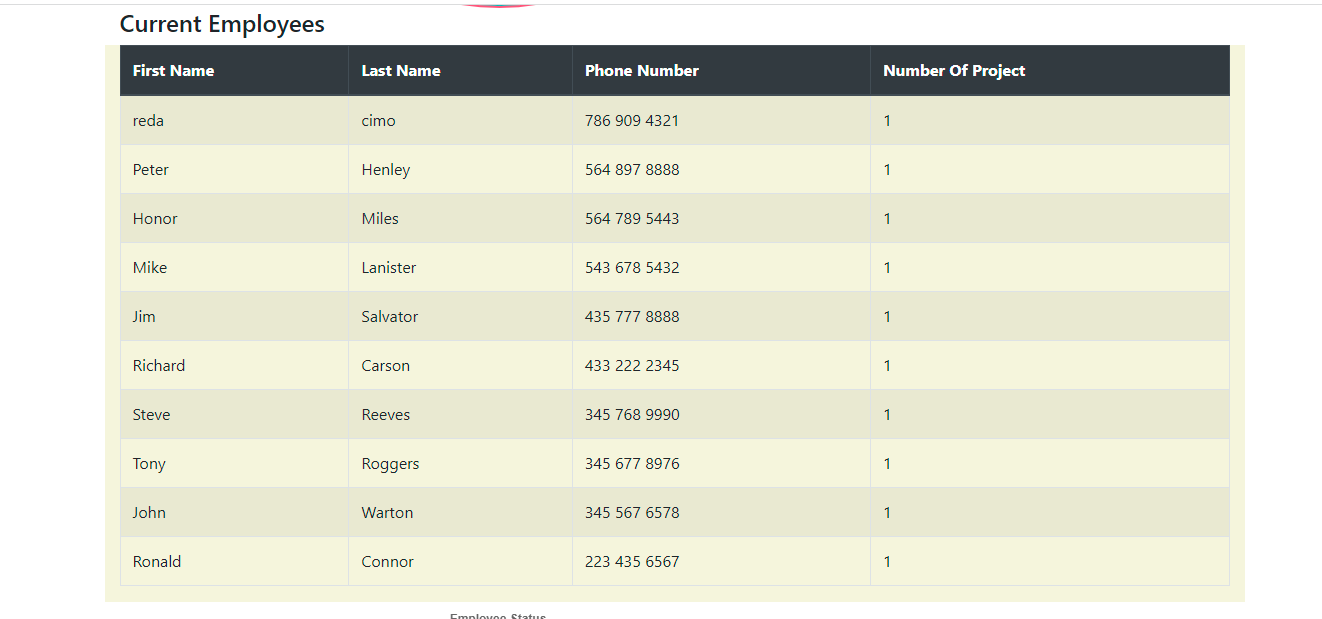 Current Employees
First Name Last Name Phone Number Number Of Project
reda cimo 786 909 4321 1
Peter Henley 564 897 8888 1
Honor Miles 564 789 5443 1
Mike Lanister 543 678 5432 1
Jim Salvator 435 777 8888 1
Richard Carson 433 222 2345 1
Steve Reeves 345 768 9990 1
Tony Roggers 345 677 8976 1
John Warton 345 567 6578 1
Ronald Connor 223 435 6567 1
Employee Status